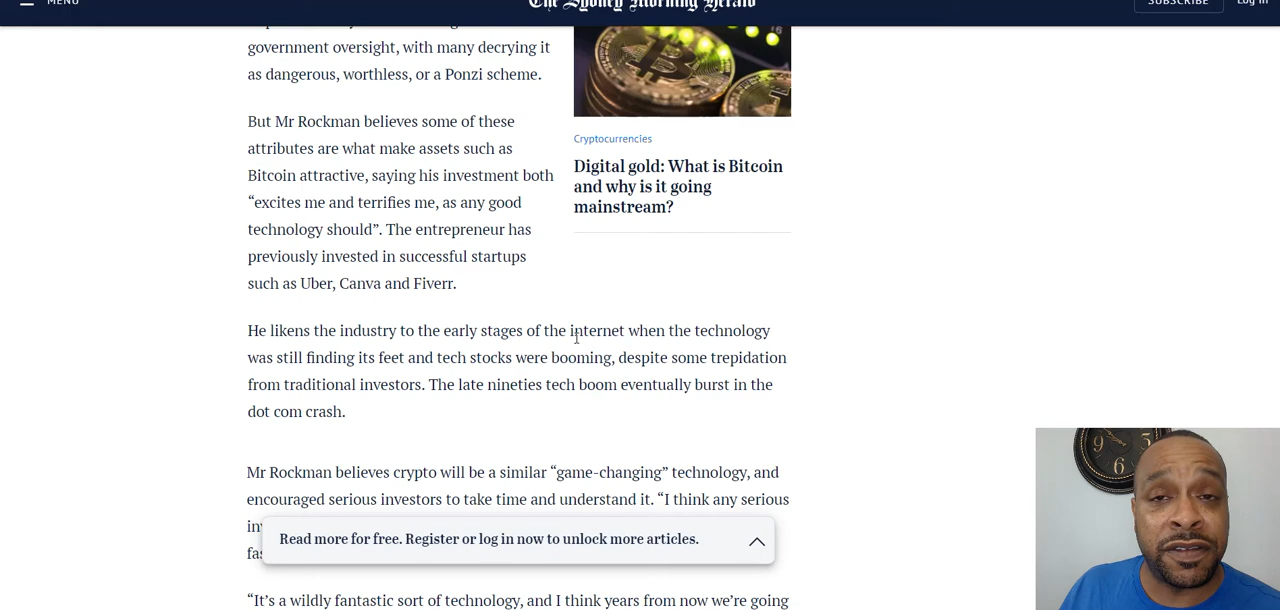 MENU
The Sydney Morning Herald
SUBSCRIBE
Log in
government oversight, with many decrying it
as dangerous, worthless, or a Ponzi scheme.
But Mr Rockman believes some of these
attributes are what make assets such as
Bitcoin attractive, saying his investment both
“excites me and terrifies me, as any good
technology should”. The entrepreneur has
previously invested in successful startups
such as Uber, Canva and Fiverr.
Cryptocurrencies
Digital gold: What is Bitcoin
and why is it going
mainstream?
He likens the industry to the early stages of the internet when the technology
was still finding its feet and tech stocks were booming, despite some trepidation
from traditional investors. The late nineties tech boom eventually burst in the
dot com crash.
Mr Rockman believes crypto will be a similar “game-changing” technology, and
encouraged serious investors to take time and understand it. “I think any serious
Read more for free. Register or log in now to unlock more articles.
“It’s a wildly fantastic sort of technology, and I think years from now we’re going
9
3
6